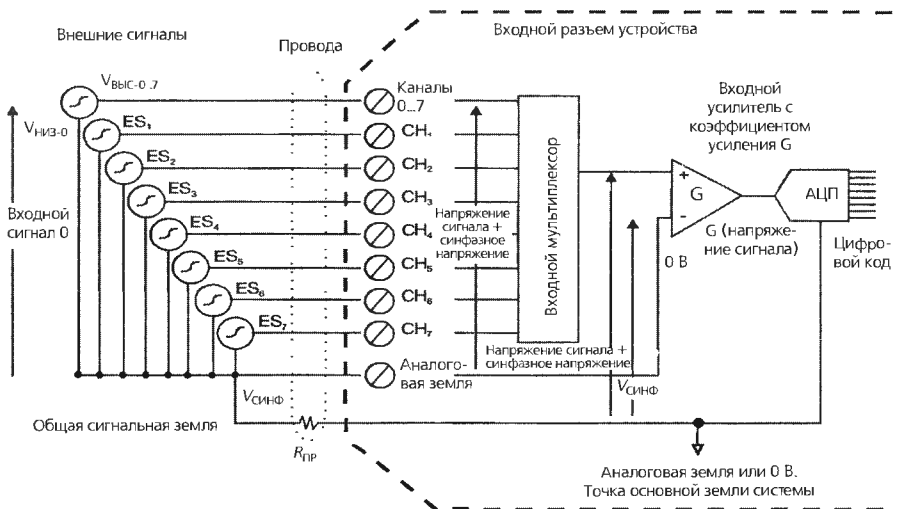 Внешние сигналы
Провода
Входной разъем устройства
VВЫС-0..7
Каналы
0...7
Входной
усилитель с
коэффициентом
усиления G
VНИЗ-0
ES1
CH1
ES2
CH2
ES3
CH3
ES4
CH4
ES5
CH5
ES6
CH6
ES7
CH7
Входной
сигнал 0
Напряжение
сигнала +
синфазное
напряжение
Входной мультиплексор
+
G
-
0 В
АЦП
G (напряже-
ние сигнала)
Цифро-
вой код
Напряжение сигнала +
синфазное напряжение
Аналого-
вая земля
VСИНФ
VСИНФ
Общая сигнальная земля
RПР
Аналоговая земля или 0 В.
Точка основной земли системы